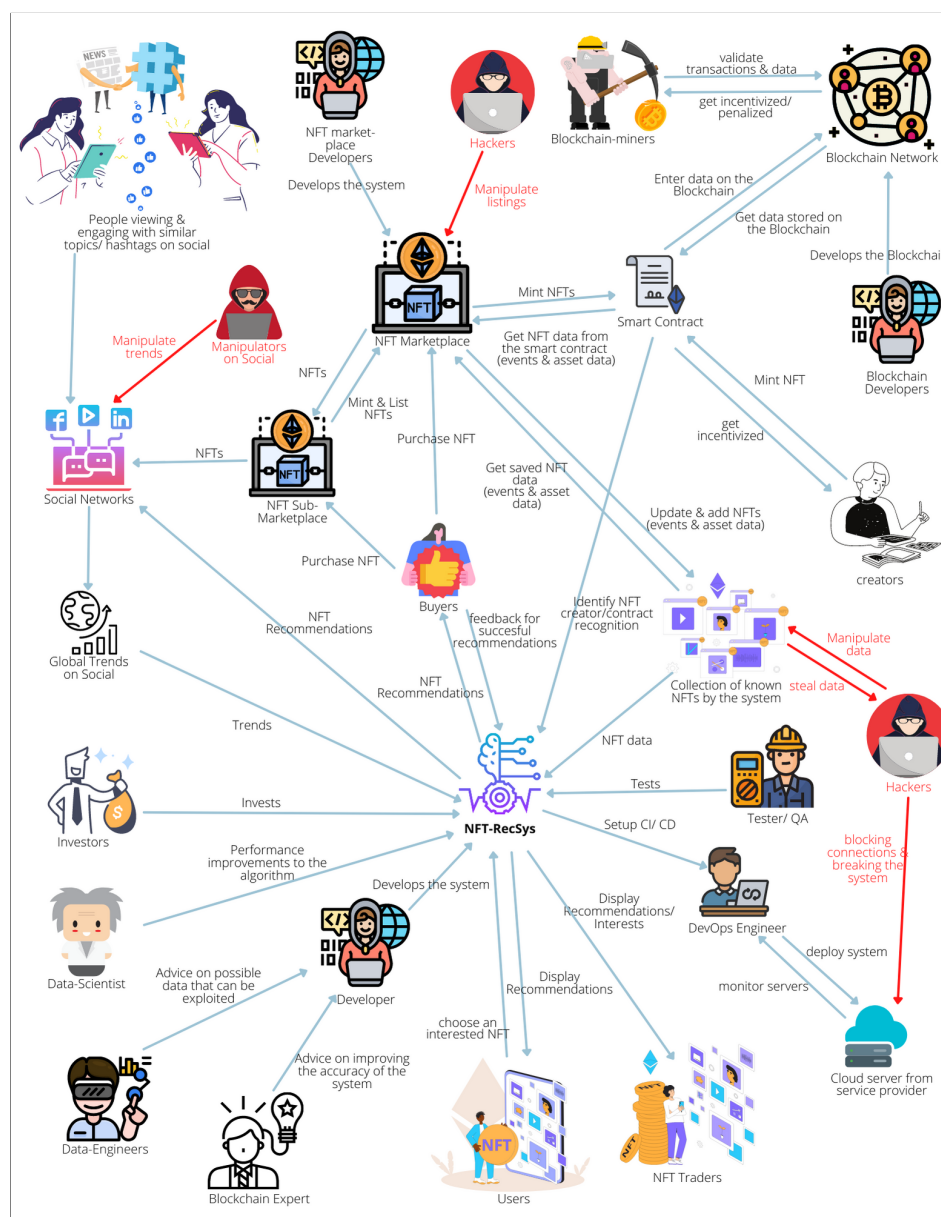 NEWS
NFT market-
place
Developers
Hackers
Blockchain-miners
validate
transactions & data
get incentivized/
penalized
Blockchain Network
Develops the system
Manipulate
listings
Enter data on the
Blockchain
Get data stored on
the Blockchain
People viewing &
engaging with similar
topics/ hashtags on social
Develops the Blockchain
NFT
NFT Marketplace
Mint NFTs
Smart Contract
Get NFT data from
the smart contract
(events & asset data)
Manipulate
trends
Manipulators
on Social
Blockchain
Developers
NFTs
Mint & List
NFTs
Mint NFT
get
incentivized
Purchase NFT
NFTs
NFT
Social Networks
NFT Sub-
Marketplace
Get saved NFT
data
(events & asset
data)
Update & add NFTs
(events & asset data)
Purchase NFT
creators
Buyers
NFT
Recommendations
feedback for
succesful
recommendations
Identify NFT
creator/contract
recognition
Global Trends
on Social
Manipulate
data
steal data
Collection of known
NFTs by the system
NFT
Recommendations
Trends
NFT data
Hackers
Tests
Tester/ QA
Invests
Investors
NFT-RecSys
Setup CI/ CD
Performance
improvements to the
algorithm
blocking
connections &
breaking the
system
Develops the system
DevOps Engineer
Display
Recommendations/
Interests
Data-Scientist
Advice on possible
data that can be
exploited
Developer
Display
Recommendations
deploy system
monitor servers
choose an
interested NFT
Advice on improving
the accuracy of the
system
Cloud server from
service provider
Data-Engineers
NFT
NFT
NFT
Blockchain Expert
Users
NFT Traders